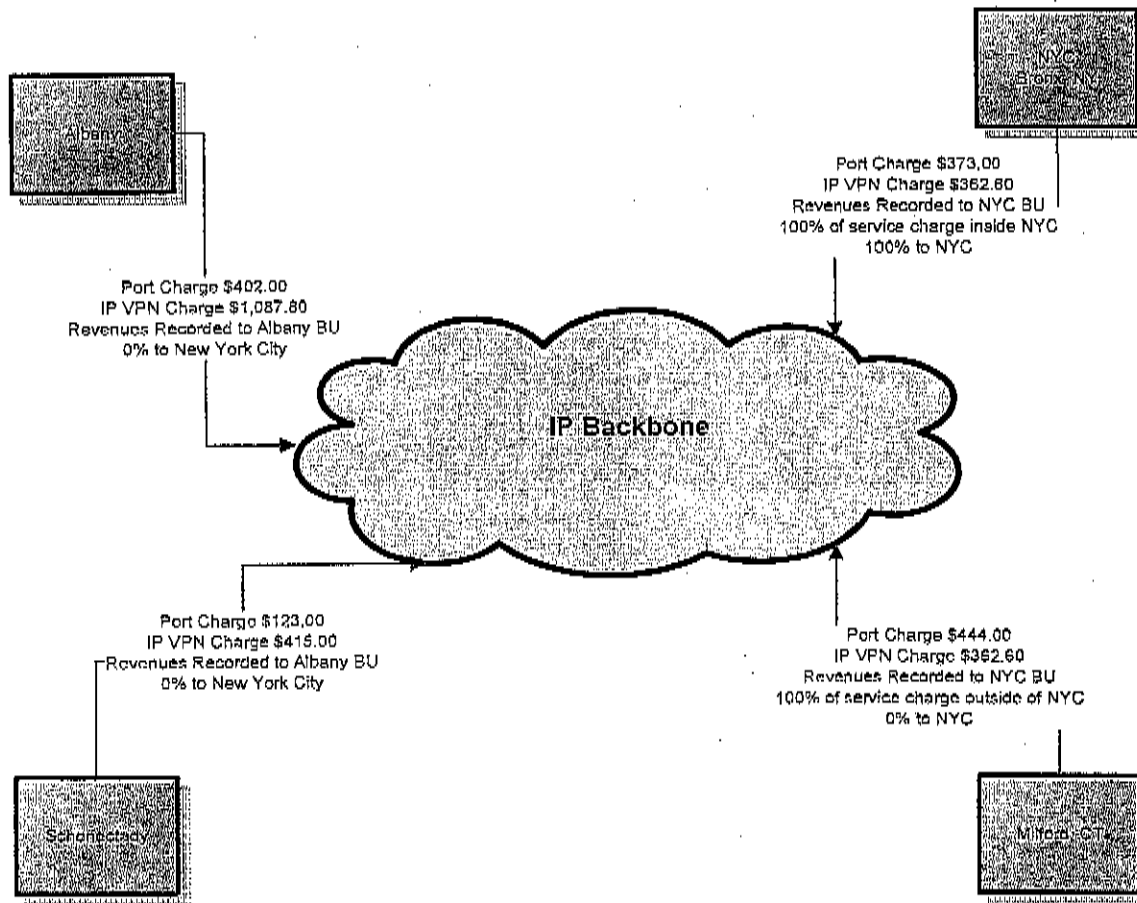 Albany
NYC
Bronx NY
Port Charge $373.00
IP VPN Charge $362.60
Revenues Recorded to NYC BU
100% of service charge inside NYC
100% to NYC
Port Charge $402.00
IP VPN Charge $1,087.80
Revenues Recorded to Albany BU
0% to New York City
IP Backbone
Port Charge $123.00
IP VPN Charge $415.00
Revenues Recorded to Albany BU
0% to New York City
Port Charge $444.00
IP VPN Charge $362.60
Revenues Recorded to NYC BU
100% of service charge outside of NYC
0% to NYC
Schenectady
Milford, CT